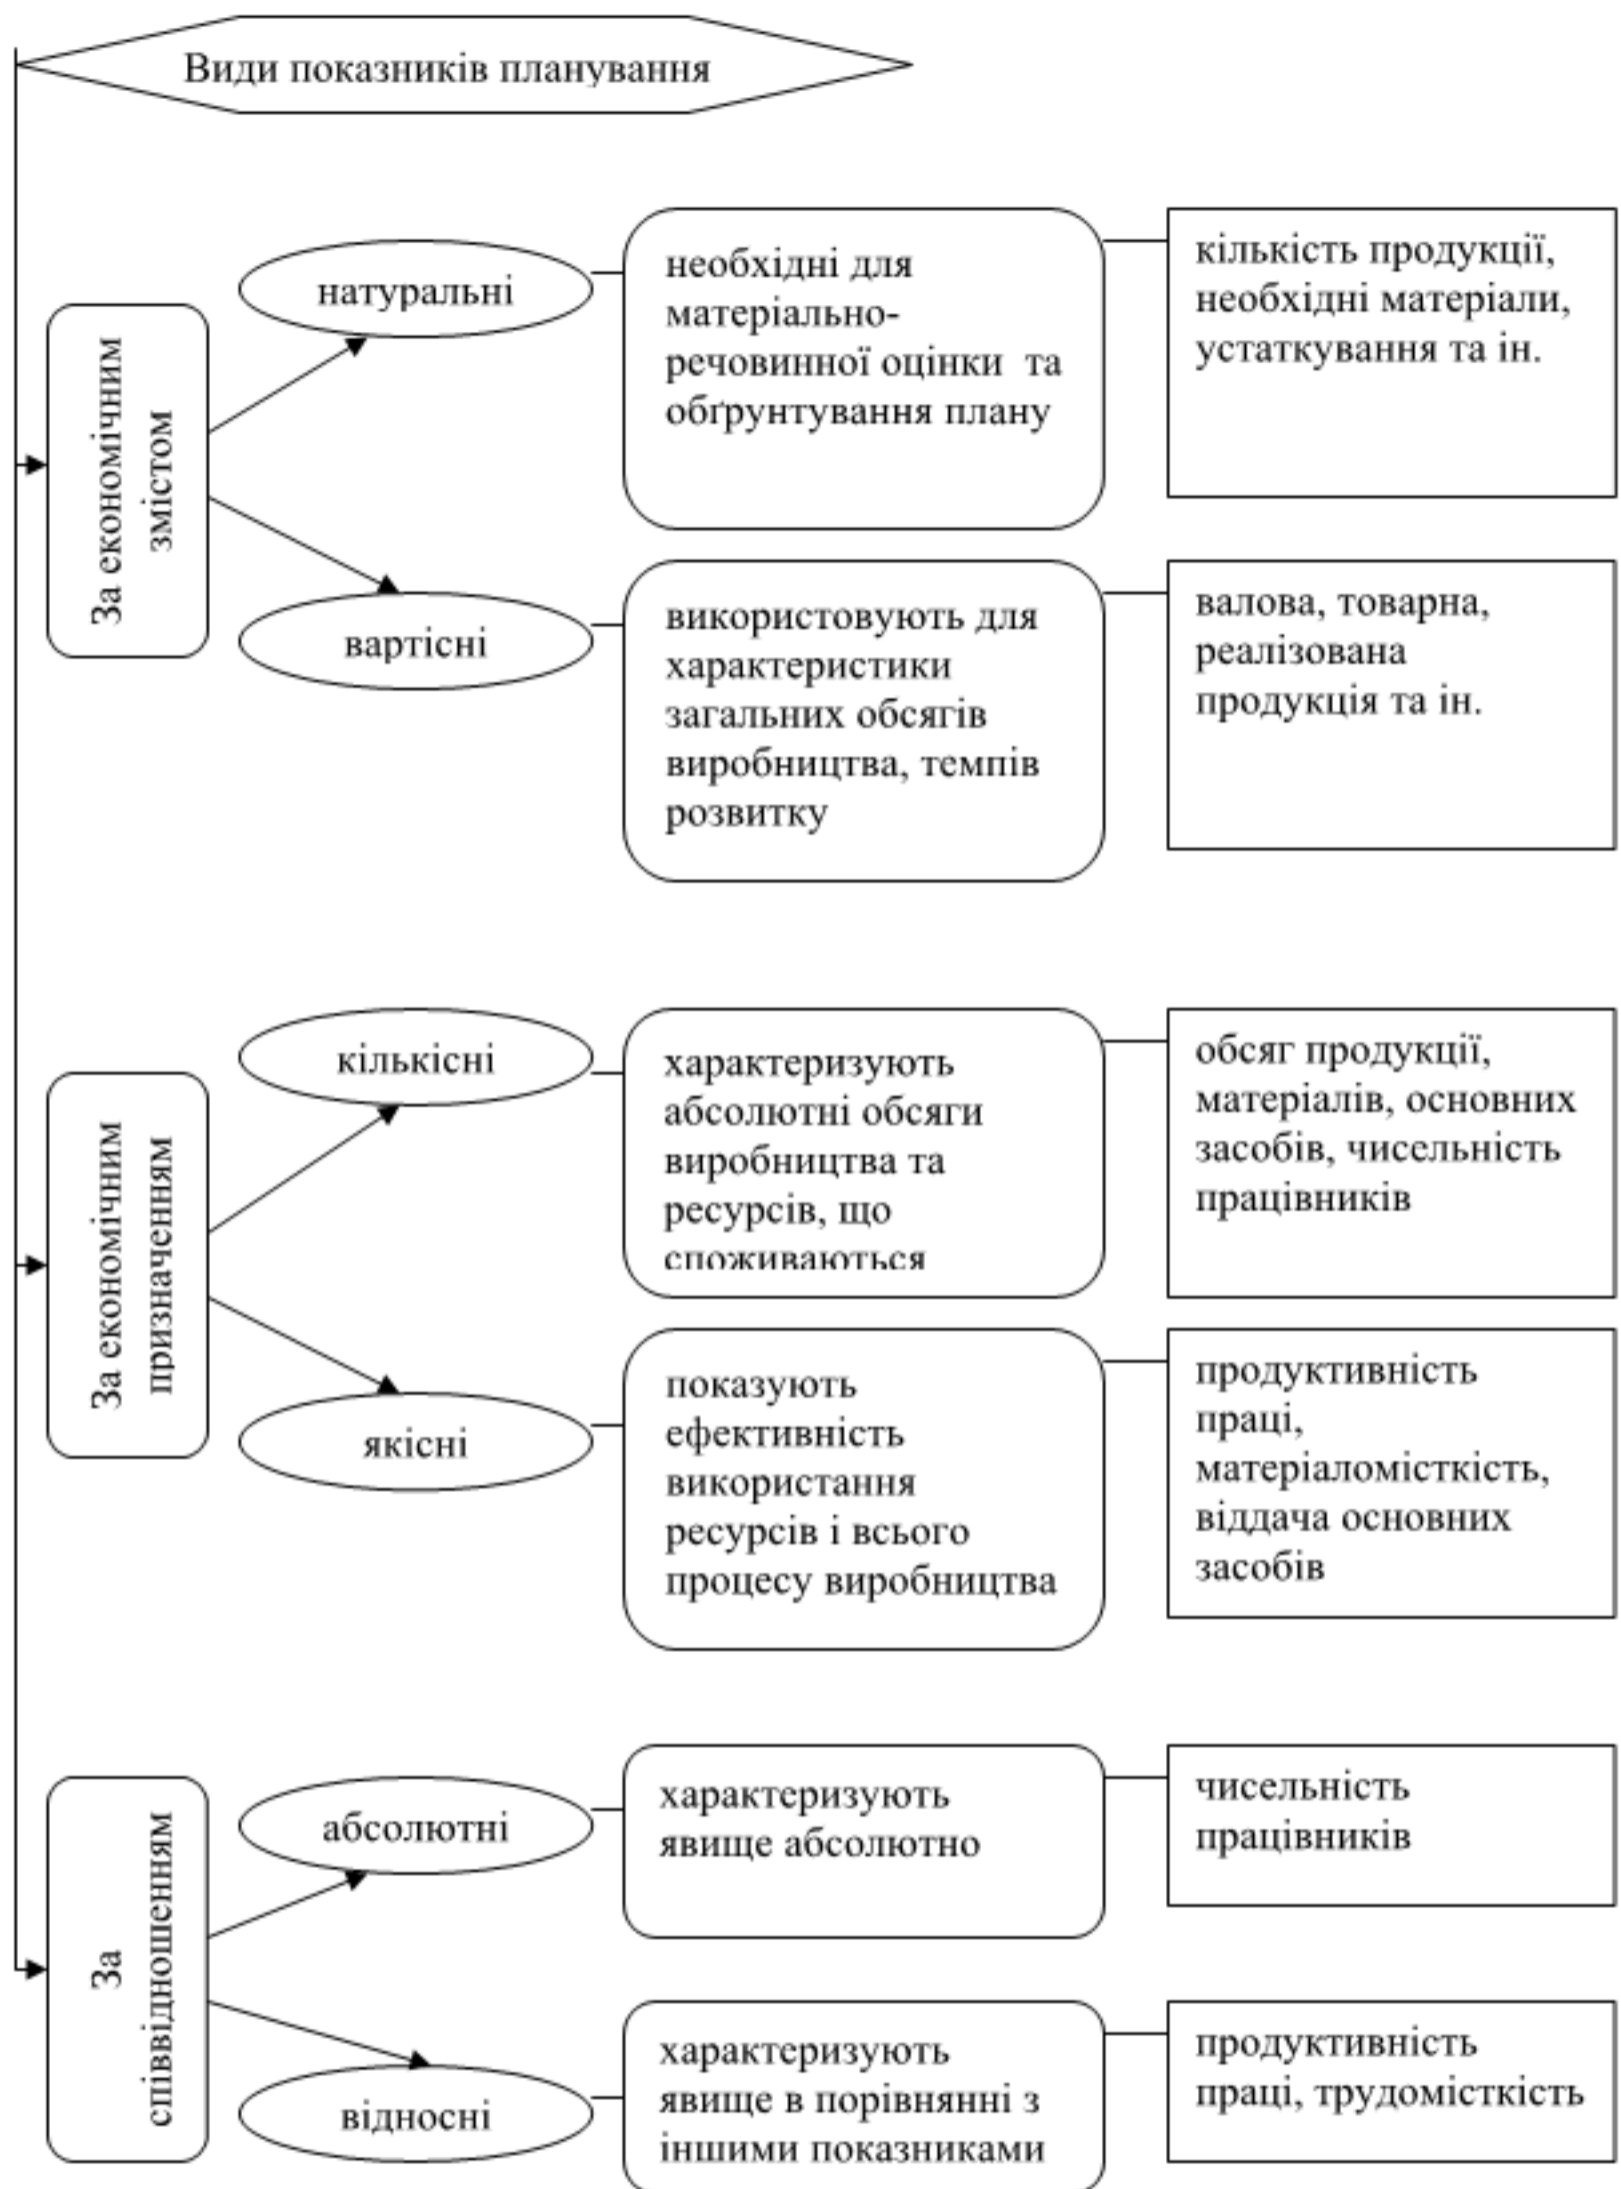 Види показників планування
За економічним
змістом
натуральні
необхідні для
матеріально-
речовинної оцінки та
обґрунтування плану
кількість продукції,
необхідні матеріали,
устаткування та ін.
вартісні
використовують для
характеристики
загальних обсягів
виробництва, темпів
розвитку
валова, товарна,
реалізована
продукція та ін.
За економічним
призначенням
кількісні
характеризують
абсолютні обсяги
виробництва та
ресурсів, що
споживаються
обсяг продукції,
матеріалів, основних
засобів, чисельність
працівників
якісні
показують
ефективність
використання
ресурсів і всього
процесу виробництва
продуктивність
праці,
матеріаломісткість,
віддача основних
засобів
За
співвідношенням
абсолютні
характеризують
явище абсолютно
чисельність
працівників
відносні
характеризують
явище в порівнянні з
іншими показниками
продуктивність
праці, трудомісткість